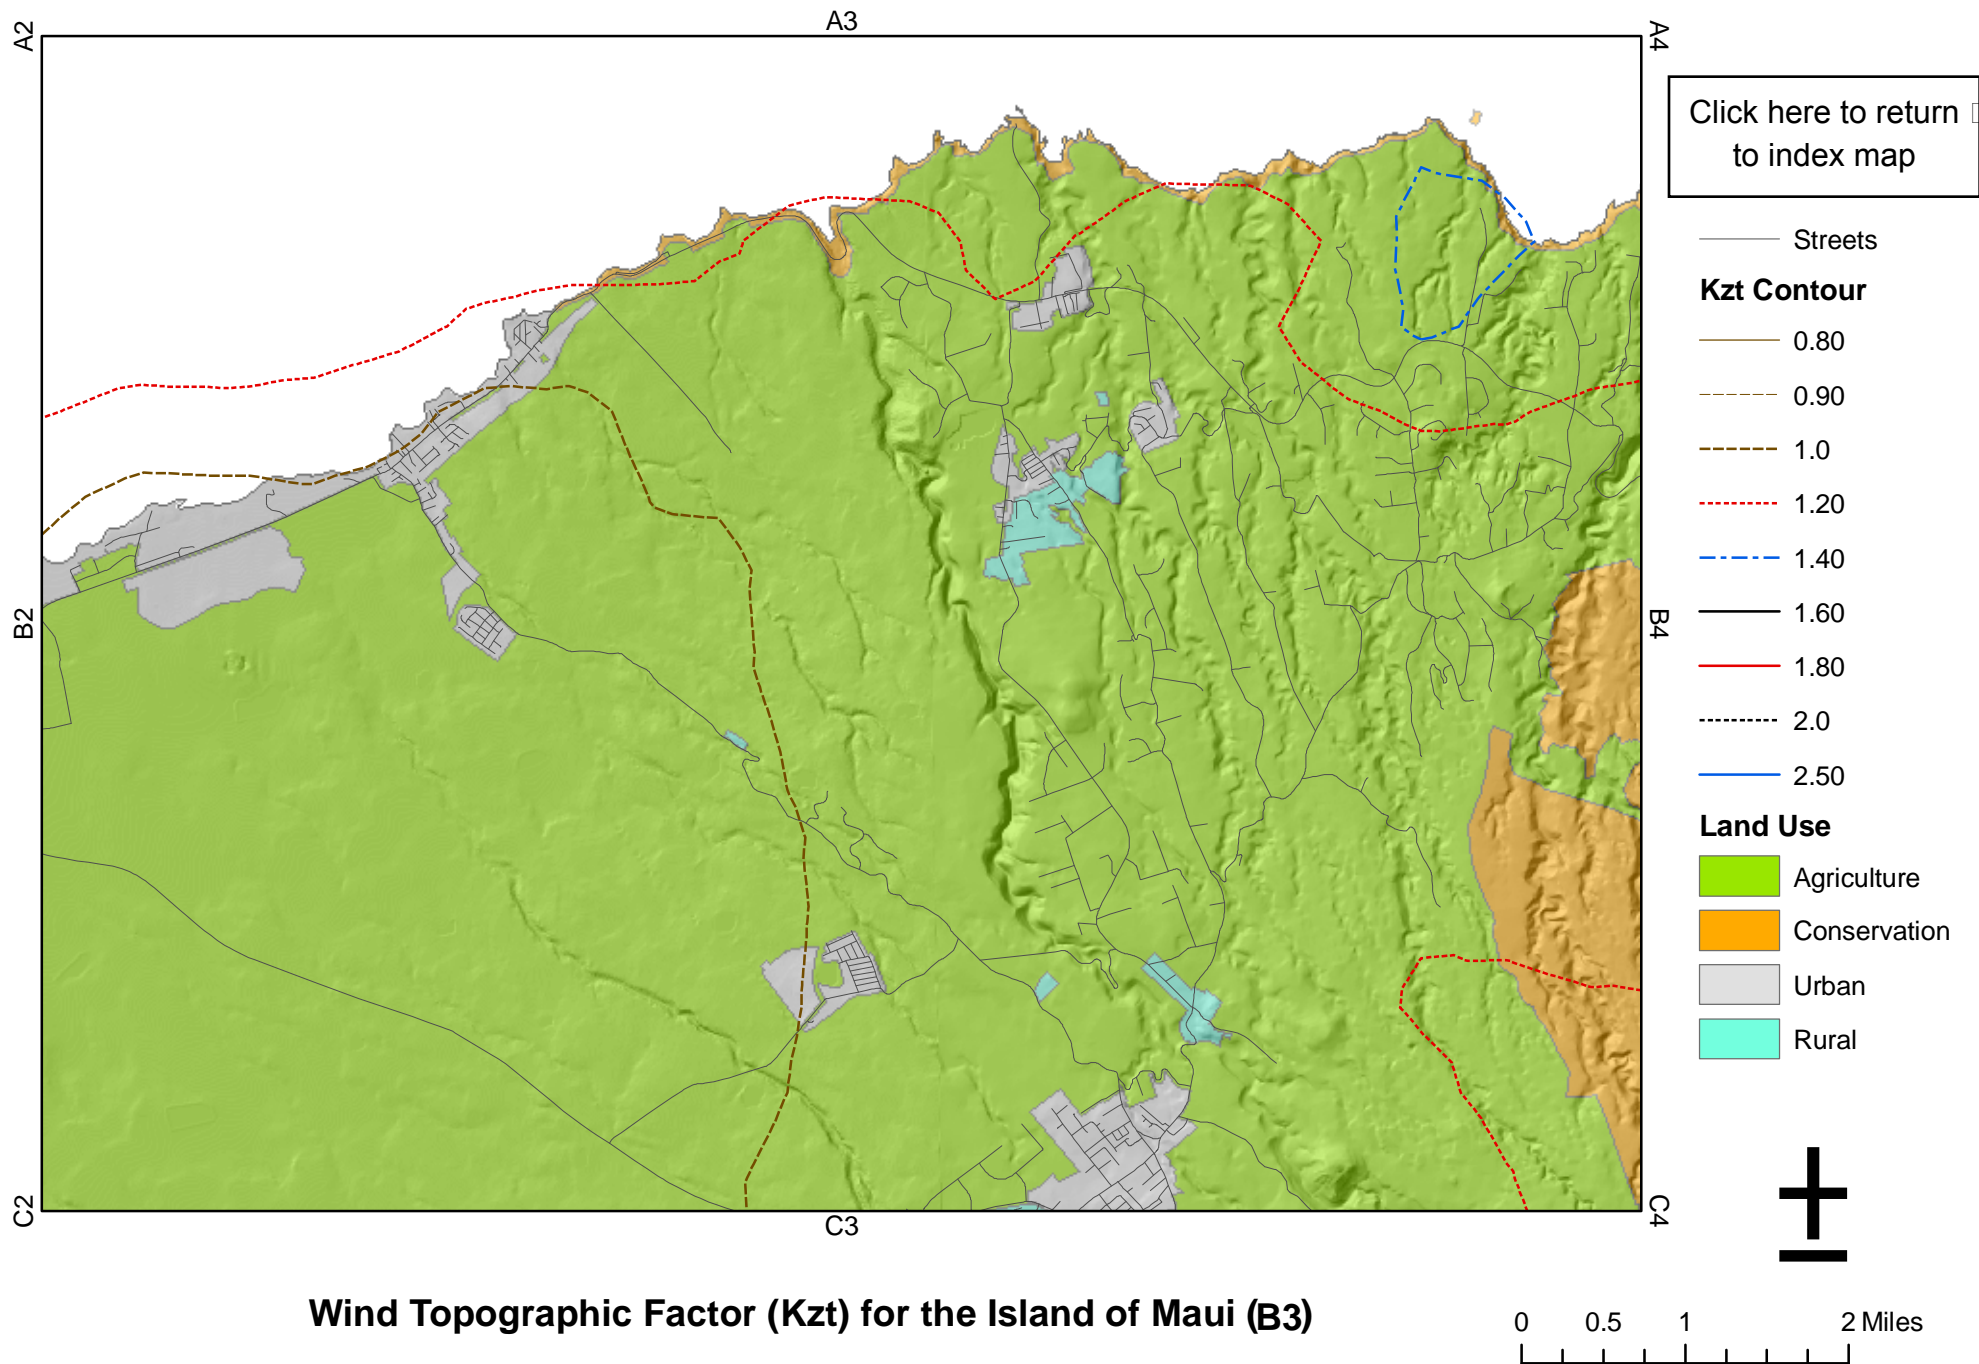 A2
A3
A4
Click here to return
to index map
Streets
Kzt Contour
0.80
0.90
1.0
1.20
1.40
1.60
1.80
2.0
2.50
Land Use
Agriculture
Conservation
Urban
Rural
B2
B4
C2
C3
C4
Wind Topographic Factor (Kzt) for the Island of Maui (B3)
0 0.5 1 2 Miles